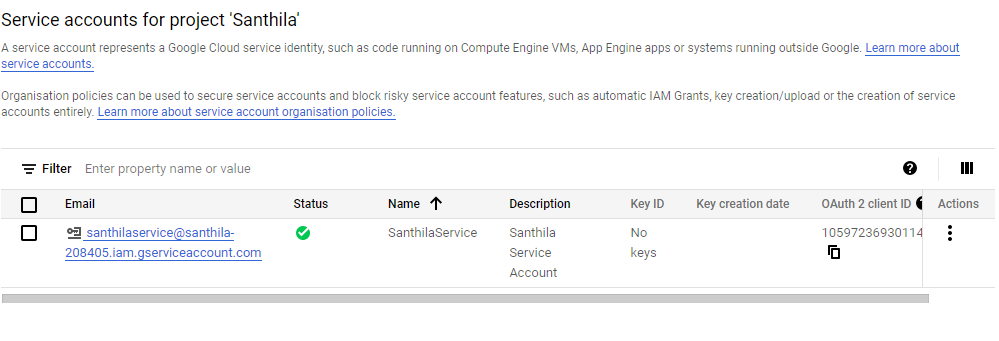 Service accounts for project 'Santhila'
A service account represents a Google Cloud service identity, such as code running on Compute Engine VMs, App Engine apps or systems running outside Google. Learn more about
service accounts.
Organisation policies can be used to secure service accounts and block risky service account features, such as automatic IAM Grants, key creation/upload or the creation of service
accounts entirely. Learn more about service account organisation policies.
Filter Enter property name or value
Email Status Name Description Key ID Key creation date OAuth 2 client ID Actions
santhilaservice@santhila- SanthilaService Santhila No 10597236930114
208405.iam.gserviceaccount.com Service keys
Account